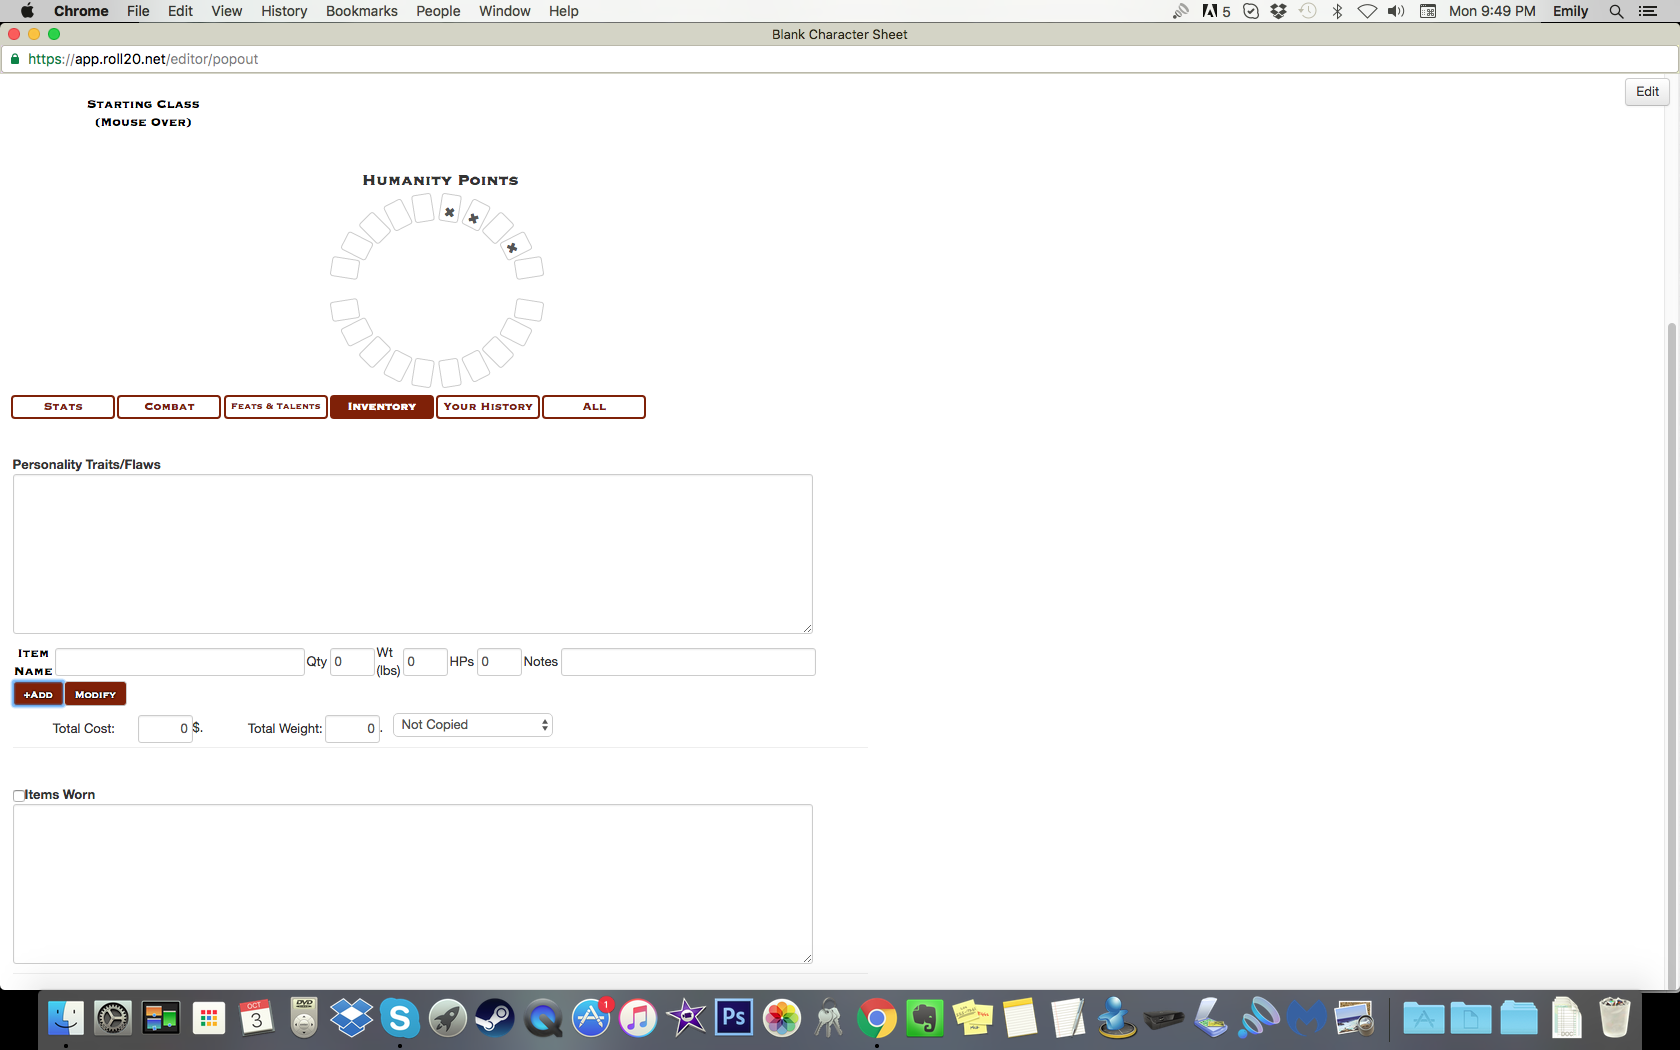 Chrome File Edit View History Bookmarks People Window Help 5 Mon 9:49 PM Emily
Blank Character Sheet
https://app.roll20.net/editor/popout
Edit
Starting Class
(Mouse Over)
Humanity Points
Stats Combat Feats & Talents Inventory Your History All
Personality Traits/Flaws
Item Name Qty 0 Wt (lbs) 0 HPs 0 Notes
+Add Modify
Total Cost: 0 $. Total Weight: 0 . Not Copied
Items Worn
OCT
3
DVD
1
Ps